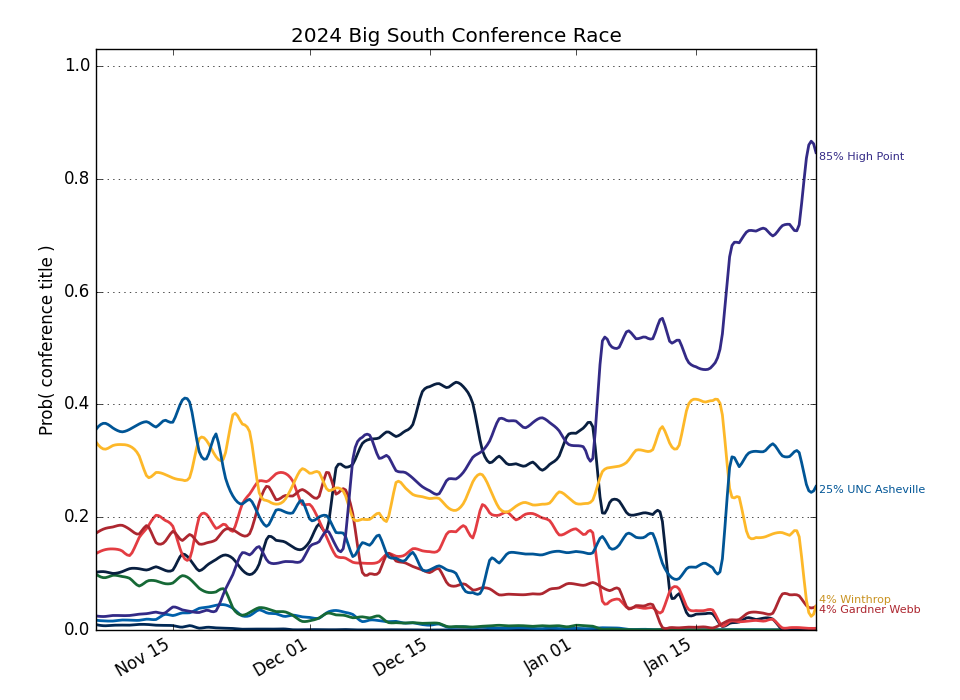 2024 Big South Conference Race
Prob( conference title )
1.0
0.8
0.6
0.4
0.2
0.0
85% High Point
25% UNC Asheville
4% Winthrop
4% Gardner Webb
Nov 15
Dec 01
Dec 15
Jan 01
Jan 15